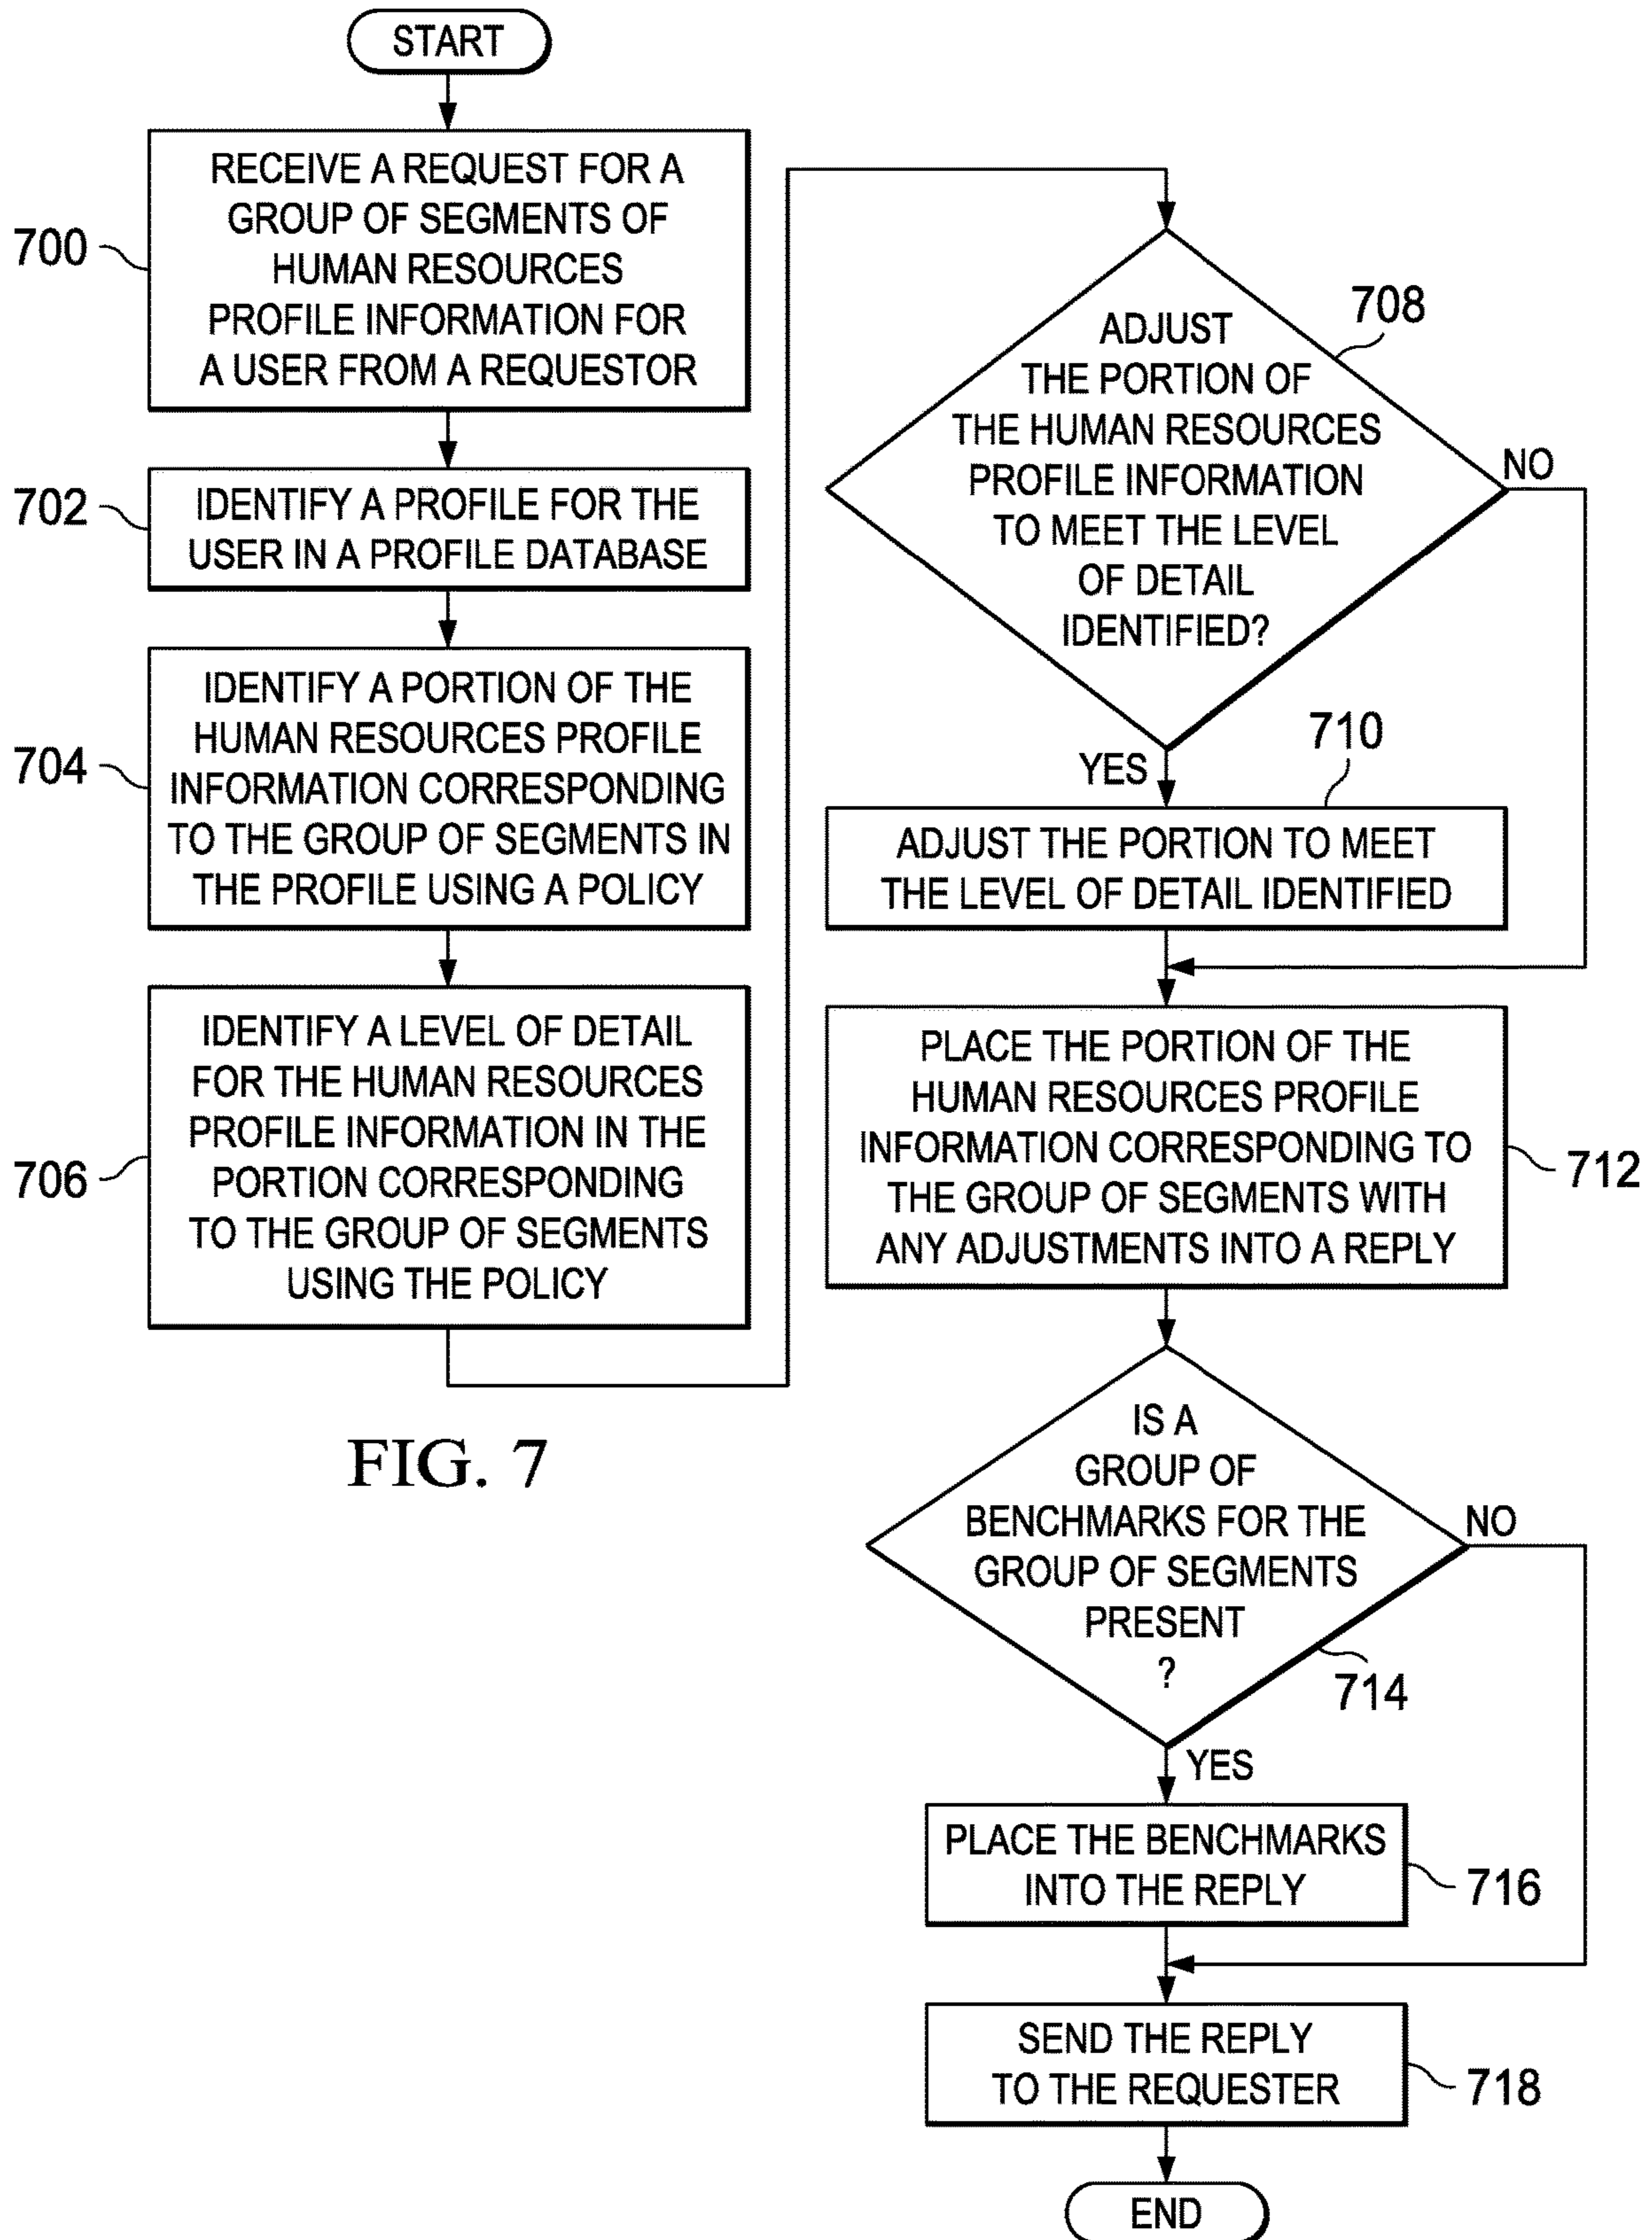 START
700
RECEIVE A REQUEST FOR A
GROUP OF SEGMENTS OF
HUMAN RESOURCES
PROFILE INFORMATION FOR
A USER FROM A REQUESTOR
702
IDENTIFY A PROFILE FOR THE
USER IN A PROFILE DATABASE
704
IDENTIFY A PORTION OF THE
HUMAN RESOURCES PROFILE
INFORMATION CORRESPONDING
TO THE GROUP OF SEGMENTS IN
THE PROFILE USING A POLICY
706
IDENTIFY A LEVEL OF DETAIL
FOR THE HUMAN RESOURCES
PROFILE INFORMATION IN THE
PORTION CORRESPONDING
TO THE GROUP OF SEGMENTS
USING THE POLICY
FIG. 7
708
ADJUST
THE PORTION OF
THE HUMAN RESOURCES
PROFILE INFORMATION
TO MEET THE LEVEL
OF DETAIL
IDENTIFIED?
NO
YES
710
ADJUST THE PORTION TO MEET
THE LEVEL OF DETAIL IDENTIFIED
PLACE THE PORTION OF THE
HUMAN RESOURCES PROFILE
INFORMATION CORRESPONDING TO
THE GROUP OF SEGMENTS WITH
ANY ADJUSTMENTS INTO A REPLY
712
IS A
GROUP OF
BENCHMARKS FOR THE
GROUP OF SEGMENTS
PRESENT
?
NO
714
YES
PLACE THE BENCHMARKS
INTO THE REPLY
716
SEND THE REPLY
TO THE REQUESTER
718
END